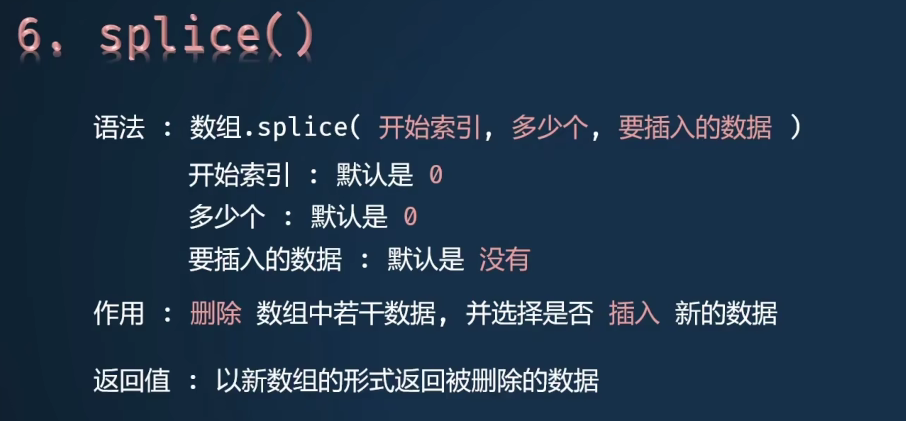 6. splice()
语法 : 数组.splice( 开始索引, 多少个, 要插入的数据 )
开始索引 : 默认是 0
多少个 : 默认是 0
要插入的数据 : 默认是 没有
作用 : 删除 数组中若干数据, 并选择是否 插入 新的数据
返回值 : 以新数组的形式返回被删除的数据